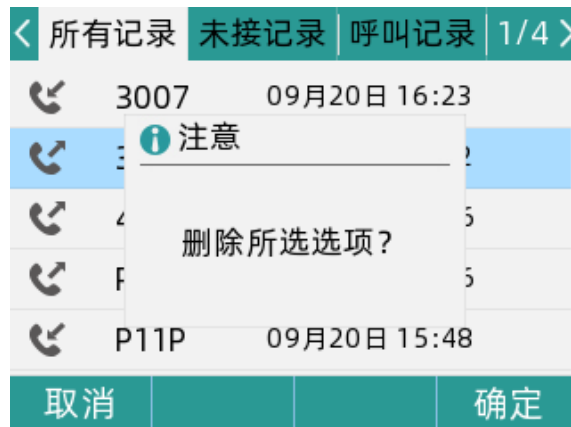 所有记录 未接记录 呼叫记录 1/4
3007 09月20日 16:23
注意
删除所选选项?
P11P 09月20日 15:48
取消 确定